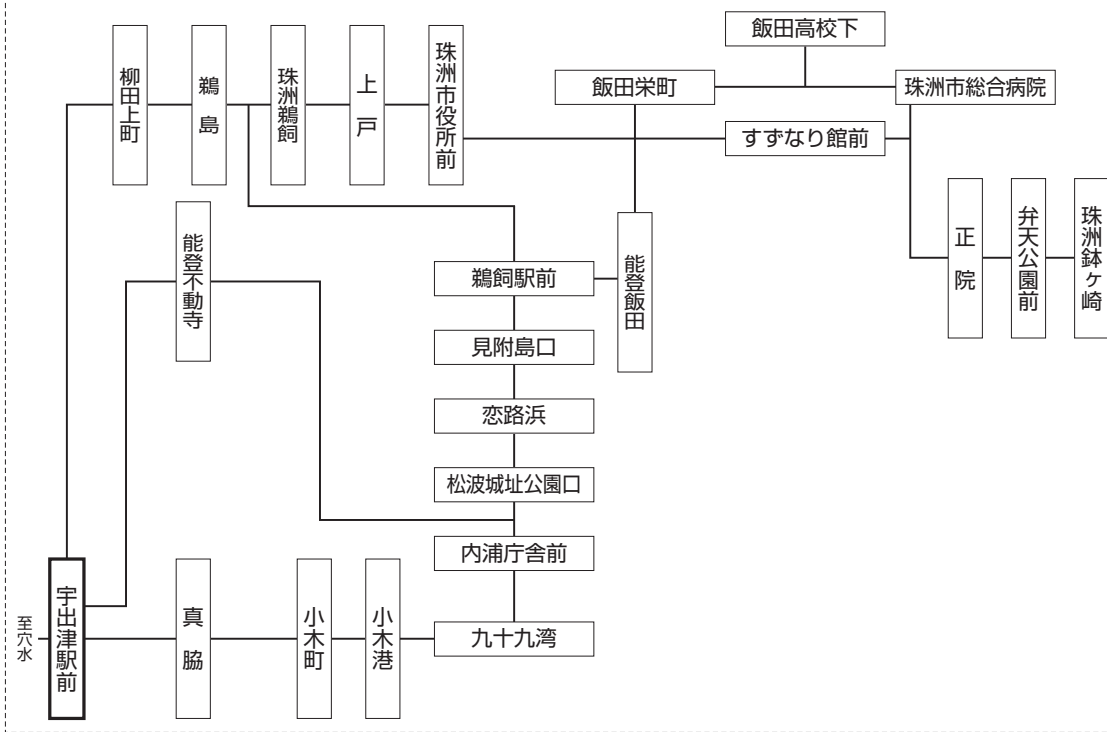 飯田高校下
柳田上町
鵜島
珠洲鵜飼
上戸
珠洲市役所前
飯田栄町
珠洲市総合病院
すずなり館前
能登不動寺
鵜飼駅前
能登飯田
正院
弁天公園前
珠洲鉢ヶ崎
見附島口
恋路浜
松波城址公園口
内浦庁舎前
至穴水
宇出津駅前
真脇
小木町
小木港
九十九湾